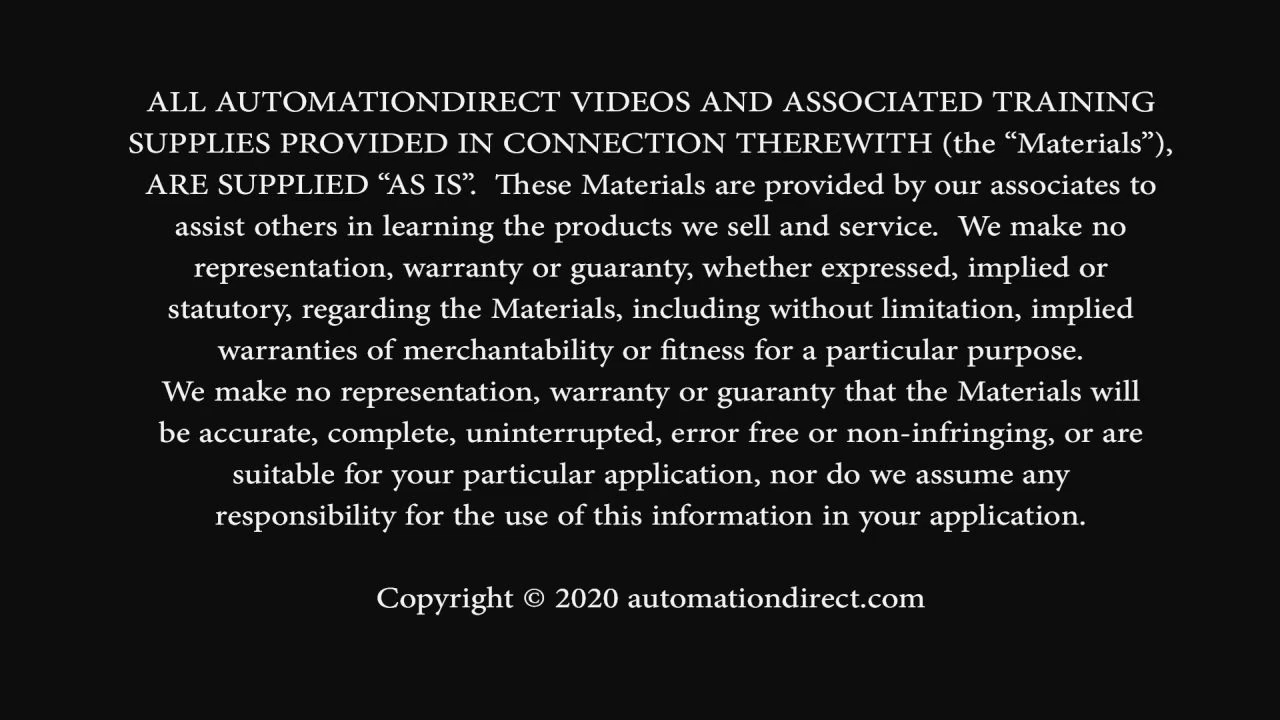 ALL AUTOMATIONDIRECT VIDEOS AND ASSOCIATED TRAINING
SUPPLIES PROVIDED IN CONNECTION THEREWITH (the “Materials”),
ARE SUPPLIED “AS IS”.  These Materials are provided by our associates to
assist others in learning the products we sell and service.  We make no
representation, warranty or guaranty, whether expressed, implied or
statutory, regarding the Materials, including without limitation, implied
warranties of merchantability or fitness for a particular purpose.
We make no representation, warranty or guaranty that the Materials will
be accurate, complete, uninterrupted, error free or non-infringing, or are
suitable for your particular application, nor do we assume any
responsibility for the use of this information in your application.
Copyright © 2020 automationdirect.com